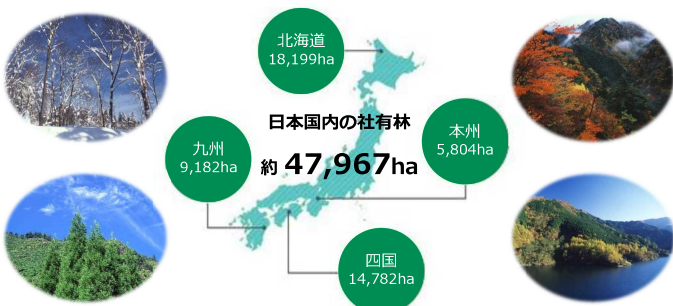 北海道
18,199ha
日本国内の社有林
約 47,967ha
本州
5,804ha
九州
9,182ha
四国
14,782ha